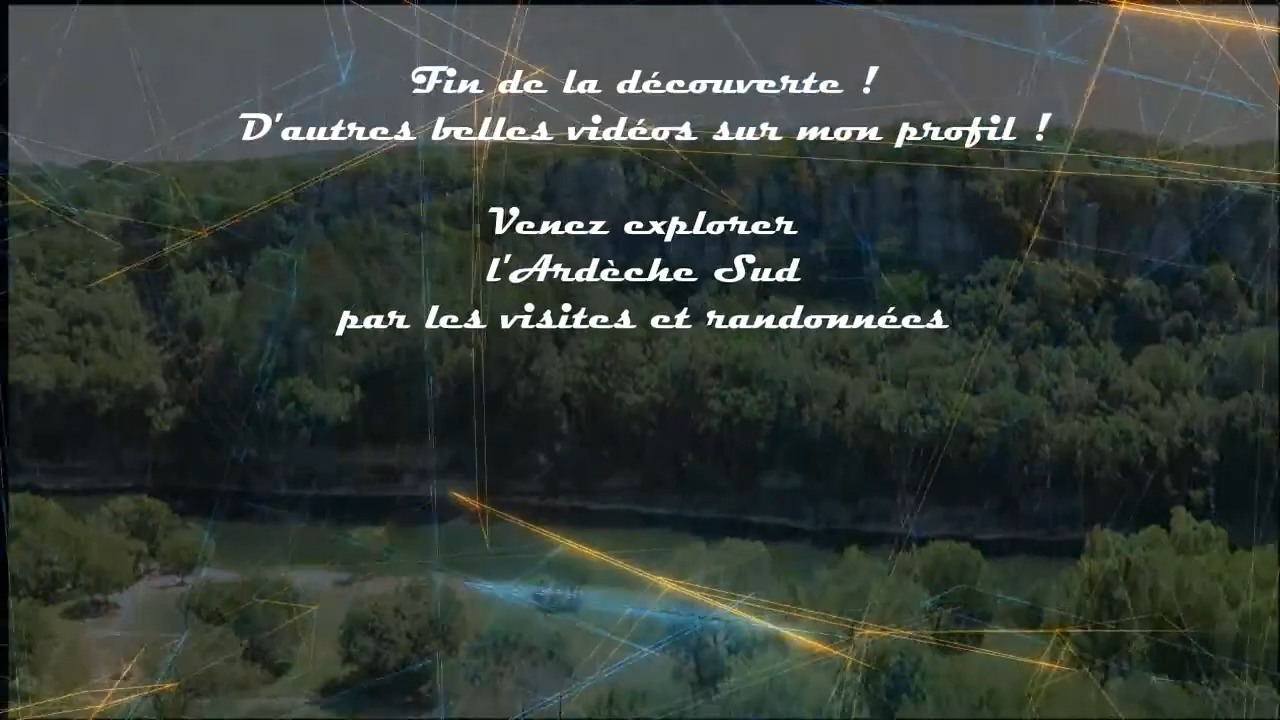 Fin de la découverte !
D'autres belles vidéos sur mon profil !
Venez explorer
l'Ardèche Sud
par les visites et randonnées